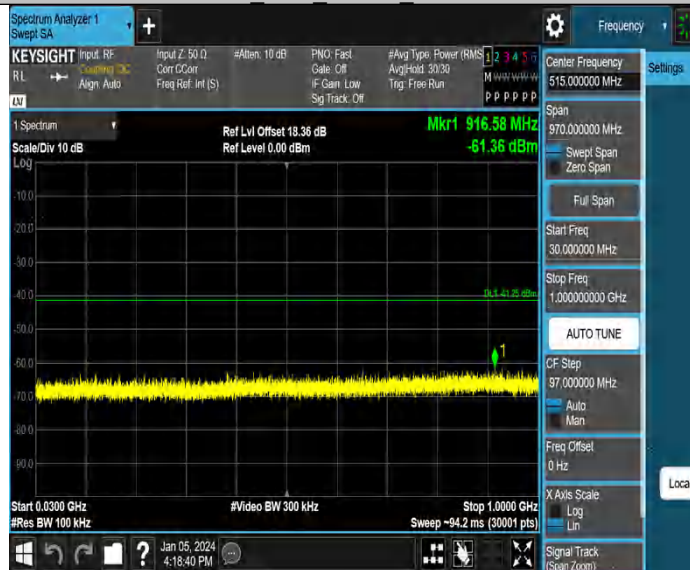 Spectrum Analyzer 1
Swept SA
+
Frequency
KEYSIGHT
RL
Input: RF
Coupling: DC
Align: Auto
Input Z: 50 Ω
Corr CCorr
Freq Ref: Int (S)
#Atten: 10 dB
PNO: Fast
Gate: Off
IF Gain: Low
Sig Track: Off
#Avg Type: Power (RMS
Avg|Hold: 30/30
Trig: Free Run
1 2 3 4 5 6
M W W W W W
P P P P P P
LXI
1 Spectrum
Scale/Div 10 dB
Log
Ref Lvl Offset 18.36 dB
Ref Level 0.00 dBm
Mkr1 916.58 MHz
-61.36 dBm
-10.0
-20.0
-30.0
-40.0
-50.0
-60.0
-70.0
-80.0
-90.0
DL1 -41.25 dBm
1
Start 0.0300 GHz
#Res BW 100 kHz
#Video BW 300 kHz
Stop 1.0000 GHz
Sweep ~94.2 ms (30001 pts)
?
Jan 05, 2024
4:18:40 PM
Center Frequency
515.000000 MHz
Settings
Span
970.000000 MHz
Swept Span
Zero Span
Full Span
Start Freq
30.000000 MHz
Stop Freq
1.000000000 GHz
AUTO TUNE
CF Step
97.000000 MHz
Auto
Man
Freq Offset
0 Hz
X Axis Scale
Log
Lin
Loca
Signal Track
(Span Zoom)